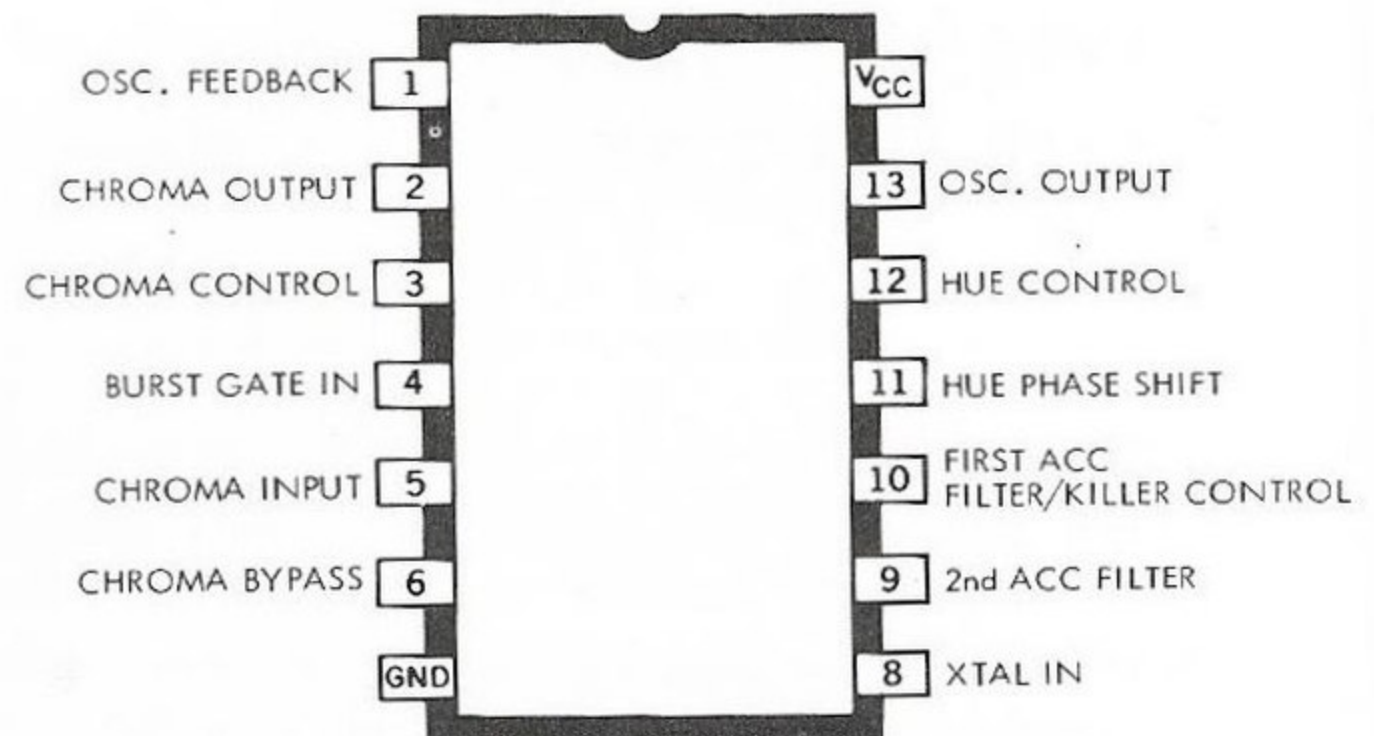 OSC. FEEDBACK 1
CHROMA OUTPUT 2
CHROMA CONTROL 3
BURST GATE IN 4
CHROMA INPUT 5
CHROMA BYPASS 6
GND
VCC
13 OSC. OUTPUT
12 HUE CONTROL
11 HUE PHASE SHIFT
10 FIRST ACC
FILTER/KILLER CONTROL
9 2nd ACC FILTER
8 XTAL IN